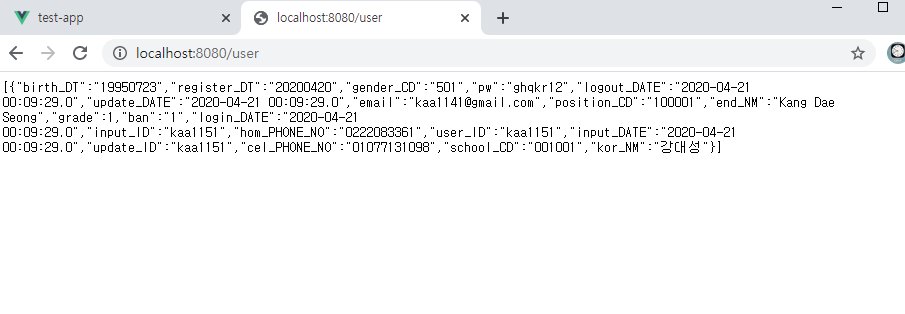 test-app
localhost:8080/user
localhost:8080/user
[{"birth_DT":"19950723","register_DT":"20200420","gender_CD":"501","pw":"ghqkr12","logout_DATE":"2020-04-21
00:09:29.0","update_DATE":"2020-04-21 00:09:29.0","email":"kaa1141@gmail.com","position_CD":"100001","end_NM":"Kang Dae
Seong","grade":1,"ban":"1","login_DATE":"2020-04-21
00:09:29.0","input_ID":"kaa1151","hom_PHONE_NO":"0222083361","user_ID":"kaa1151","input_DATE":"2020-04-21
00:09:29.0","update_ID":"kaa1151","cel_PHONE_NO":"01077131098","school_CD":"001001","kor_NM":"강대성"}]